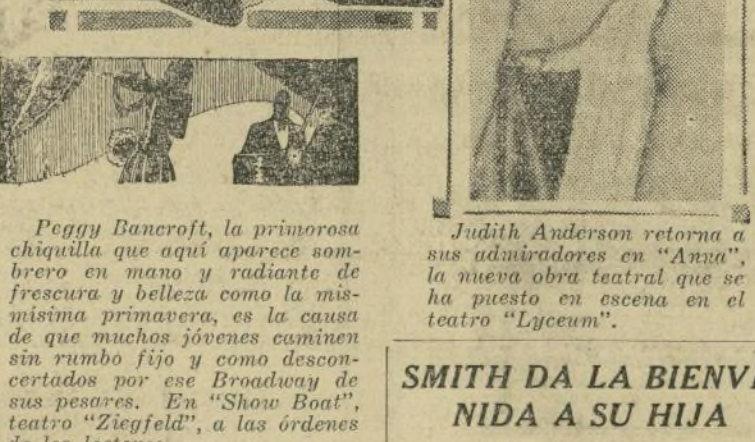 Peggy Bancroft, la primorosa
chiquilla que aquí aparece som-
brero en mano y radiante de
frescura y belleza como la mis-
misima primavera, es la causa
de que muchos jóvenes caminen
sin rumbo fijo y como descon-
certados por ese Broadway de
sus pesares. En "Show Boat",
teatro "Ziegfeld", a las órdenes
Judith Anderson retorna a
sus admiradores en "Anna",
la nueva obra teatral que se
ha puesto en escena en el
teatro "Lyceum".
SMITH DA LA BIENV
NIDA A SU HIJA